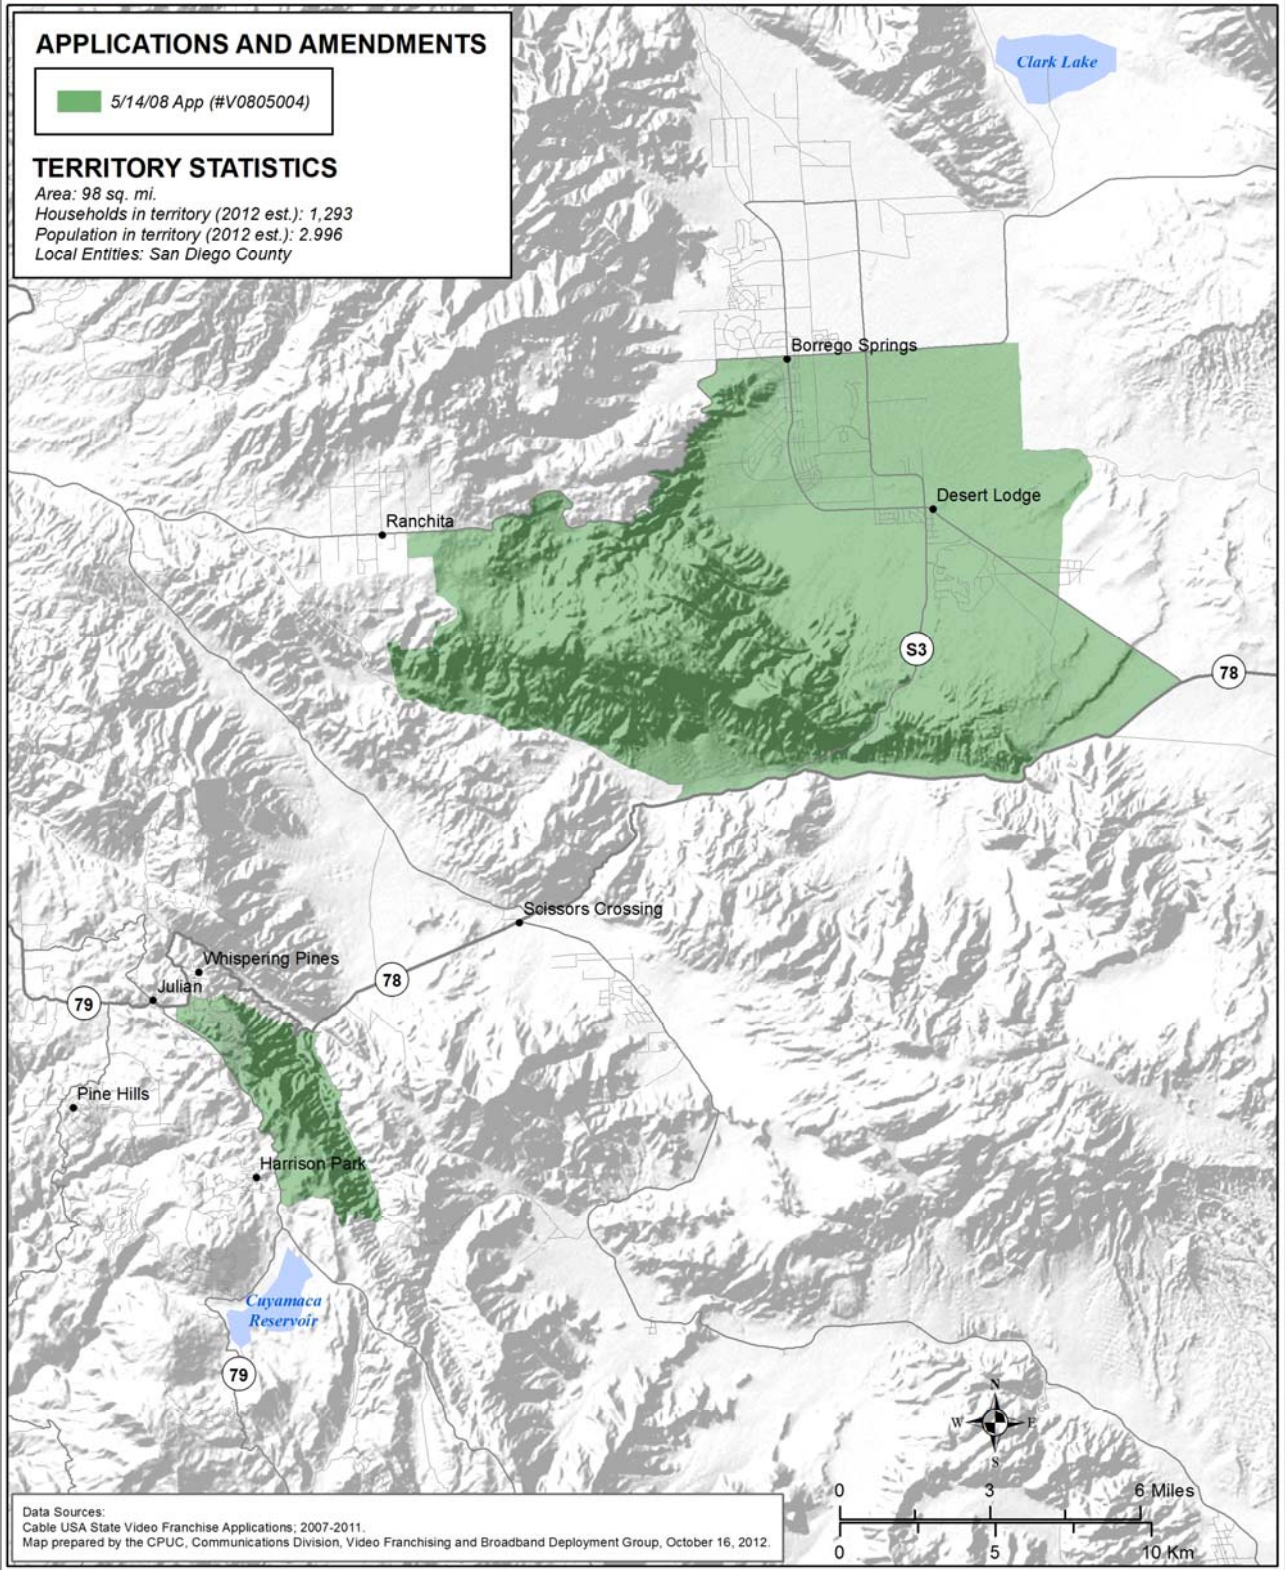 APPLICATIONS AND AMENDMENTS
5/14/08 App (#V0805004)
TERRITORY STATISTICS
Area: 98 sq. mi.
Households in territory (2012 est.): 1,293
Population in territory (2012 est.): 2.996
Local Entities: San Diego County
Clark Lake
Borrego Springs
Desert Lodge
Ranchita
S3
78
Scissors Crossing
Whispering Pines
78
Julian
79
Pine Hills
Harrison Park
Cuyamaca
Reservoir
79
N
W E
S
0 3 6 Miles
0 5 10 Km
Data Sources:
Cable USA State Video Franchise Applications; 2007-2011.
Map prepared by the CPUC, Communications Division, Video Franchising and Broadband Deployment Group, October 16, 2012.